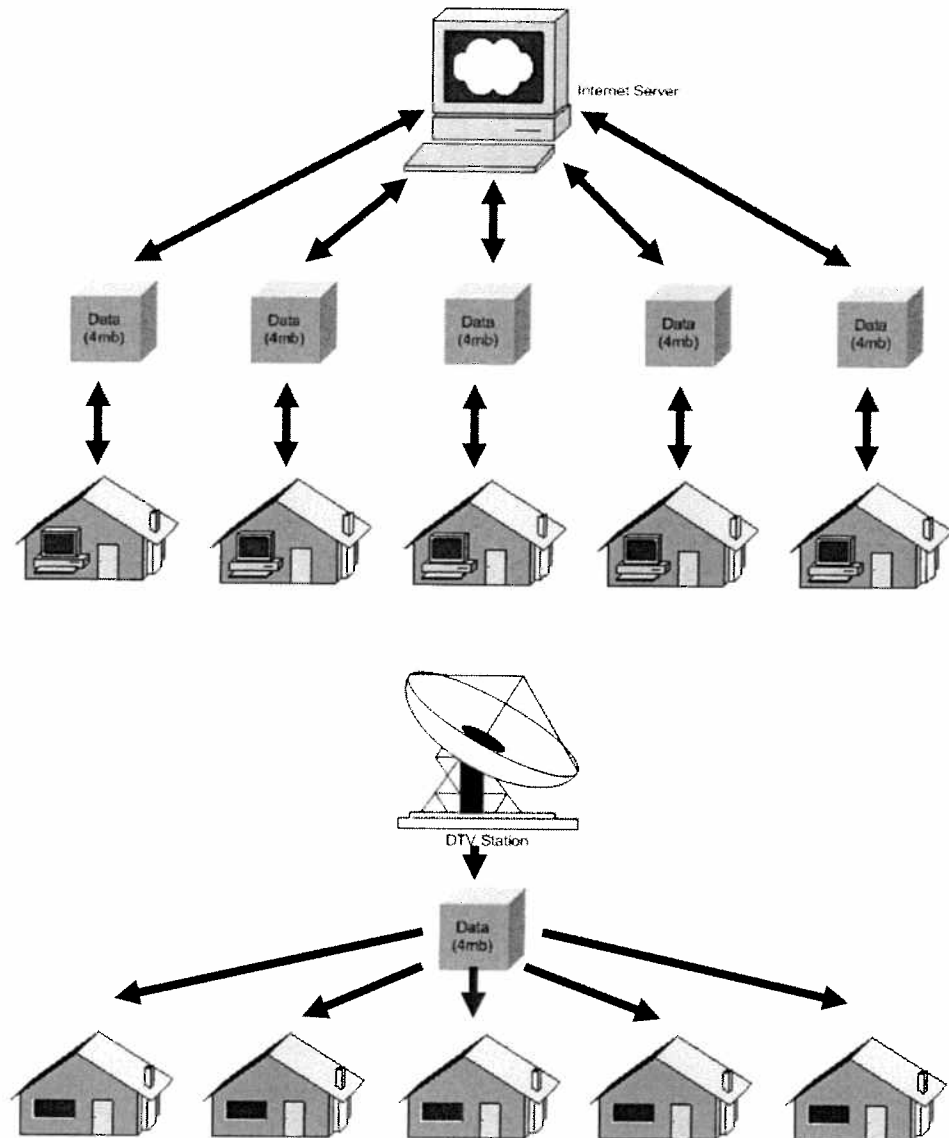 Internet Server
Data
(4mb)
Data
(4mb)
Data
(4mb)
Data
(4mb)
Data
(4mb)
DTV Station
Data
(4mb)